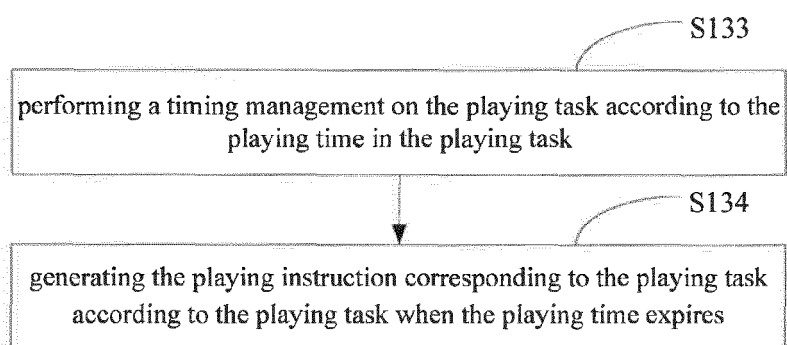 S133
performing a timing management on the playing task according to the
playing time in the playing task
S134
generating the playing instruction corresponding to the playing task
according to the playing task when the playing time expires